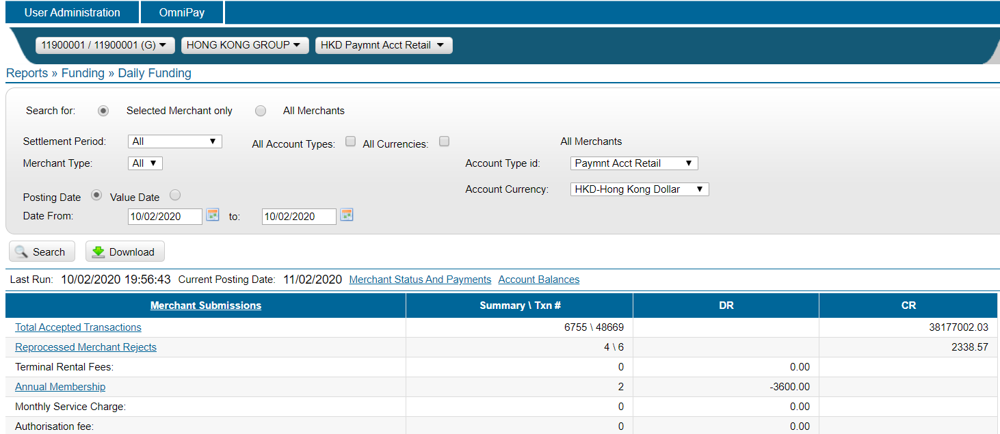 User Administration OmniPay
11900001 / 11900001 (G) HONG KONG GROUP HKD Paymnt Acct Retail
Reports » Funding » Daily Funding
Search for: Selected Merchant only All Merchants
Settlement Period: All All Account Types: All Currencies: All Merchants
Merchant Type: All Account Type id: Paymnt Acct Retail
Account Currency: HKD-Hong Kong Dollar
Posting Date Value Date
Date From: 10/02/2020 to: 10/02/2020
Search Download
Last Run: 10/02/2020 19:56:43 Current Posting Date: 11/02/2020 Merchant Status And Payments Account Balances
Merchant Submissions Summary \ Txn # DR CR
Total Accepted Transactions 6755 \ 48669 38177002.03
Reprocessed Merchant Rejects 4 \ 6 2338.57
Terminal Rental Fees: 0 0.00
Annual Membership 2 -3600.00
Monthly Service Charge: 0 0.00
Authorisation fee: 0 0.00